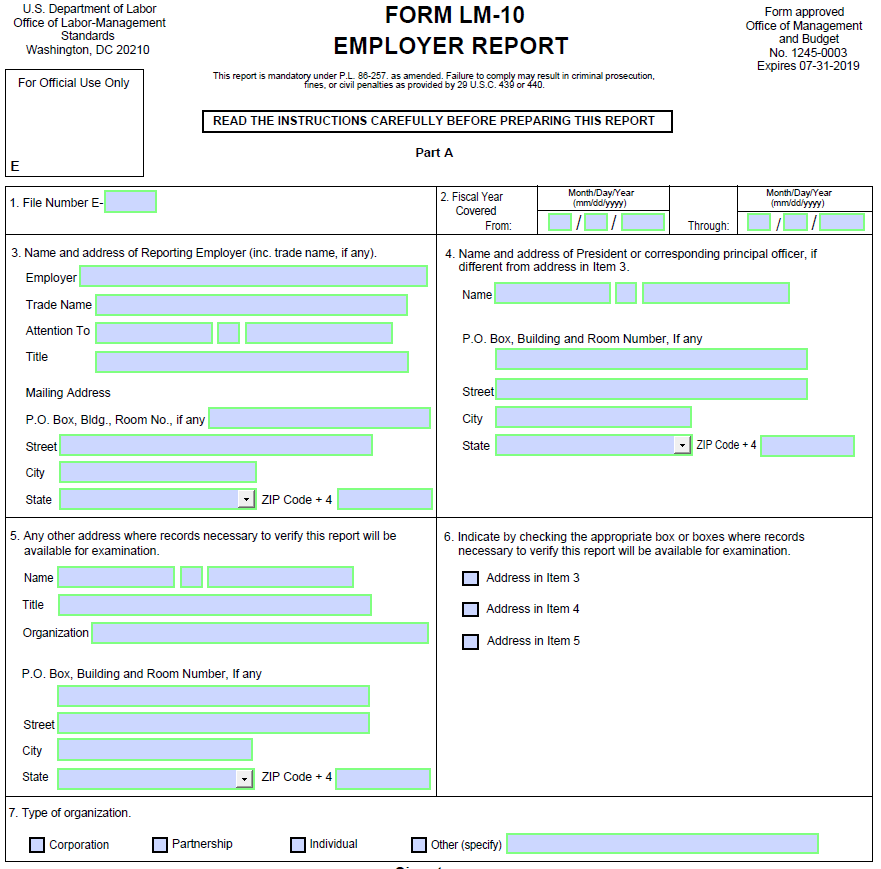 U.S. Department of Labor
Office of Labor-Management
Standards
Washington, DC 20210
FORM LM-10
EMPLOYER REPORT
Form approved
Office of Management
and Budget
No. 1245-0003
Expires 07-31-2019
For Official Use Only
E
This report is mandatory under P.L. 86-257. as amended. Failure to comply may result in criminal prosecution,
fines, or civil penalties as provided by 29 U.S.C. 439 or 440.
READ THE INSTRUCTIONS CAREFULLY BEFORE PREPARING THIS REPORT
Part A
1. File Number E-
2. Fiscal Year
Covered
From:
Month/Day/Year
(mm/dd/yyyy)
/ /
Through:
Month/Day/Year
(mm/dd/yyyy)
/ /
3. Name and address of Reporting Employer (inc. trade name, if any).
Employer
Trade Name
Attention To
Title
Mailing Address
P.O. Box, Bldg., Room No., if any
Street
City
State ZIP Code + 4
4. Name and address of President or corresponding principal officer, if
different from address in Item 3.
Name
P.O. Box, Building and Room Number, If any
Street
City
State ZIP Code + 4
5. Any other address where records necessary to verify this report will be
available for examination.
Name
Title
Organization
P.O. Box, Building and Room Number, If any
Street
City
State ZIP Code + 4
6. Indicate by checking the appropriate box or boxes where records
necessary to verify this report will be available for examination.
Address in Item 3
Address in Item 4
Address in Item 5
7. Type of organization.
Corporation Partnership Individual Other (specify)